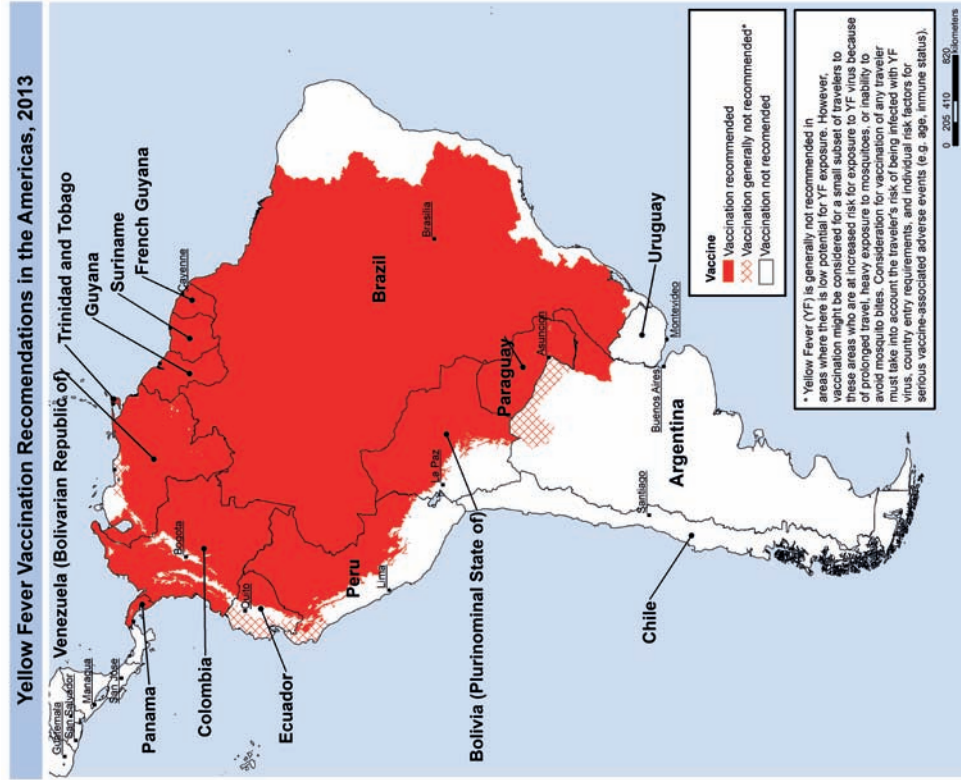 Yellow Fever Vaccination Recomendations in the Americas, 2013
Guatemala
San Salvador
Managua
San Jose
Venezuela (Bolivarian Republic of)
Trinidad and Tobago
Guyana
Suriname
French Guyana
Cayenne
Panama
Colombia
Bogota
Ecuador
Quito
Peru
Lima
Brazil
Brasilia
Bolivia (Plurinominal State of)
La Paz
Paraguay
Asuncion
Uruguay
Montevideo
Buenos Aires
Argentina
Santiago
Chile
Vaccine
Vaccination recommended
Vaccination generally not recommended*
Vaccination not recomended
* Yellow Fever (YF) is generally not recommended in
areas where there is low potential for YF exposure. However,
vaccination might be considered for a small subset of travelers to
these areas who are at increased risk for exposure to YF virus because
of prolonged travel, heavy exposure to mosquitoes, or inability to
avoid mosquito bites. Consideration for vaccination of any traveler
must take into account the traveler's risk of being infected with YF
virus, country entry requirements, and individual risk factors for
serious vaccine-associated adverse events (e.g. age, inmune status).
0 205 410 820
kilometers